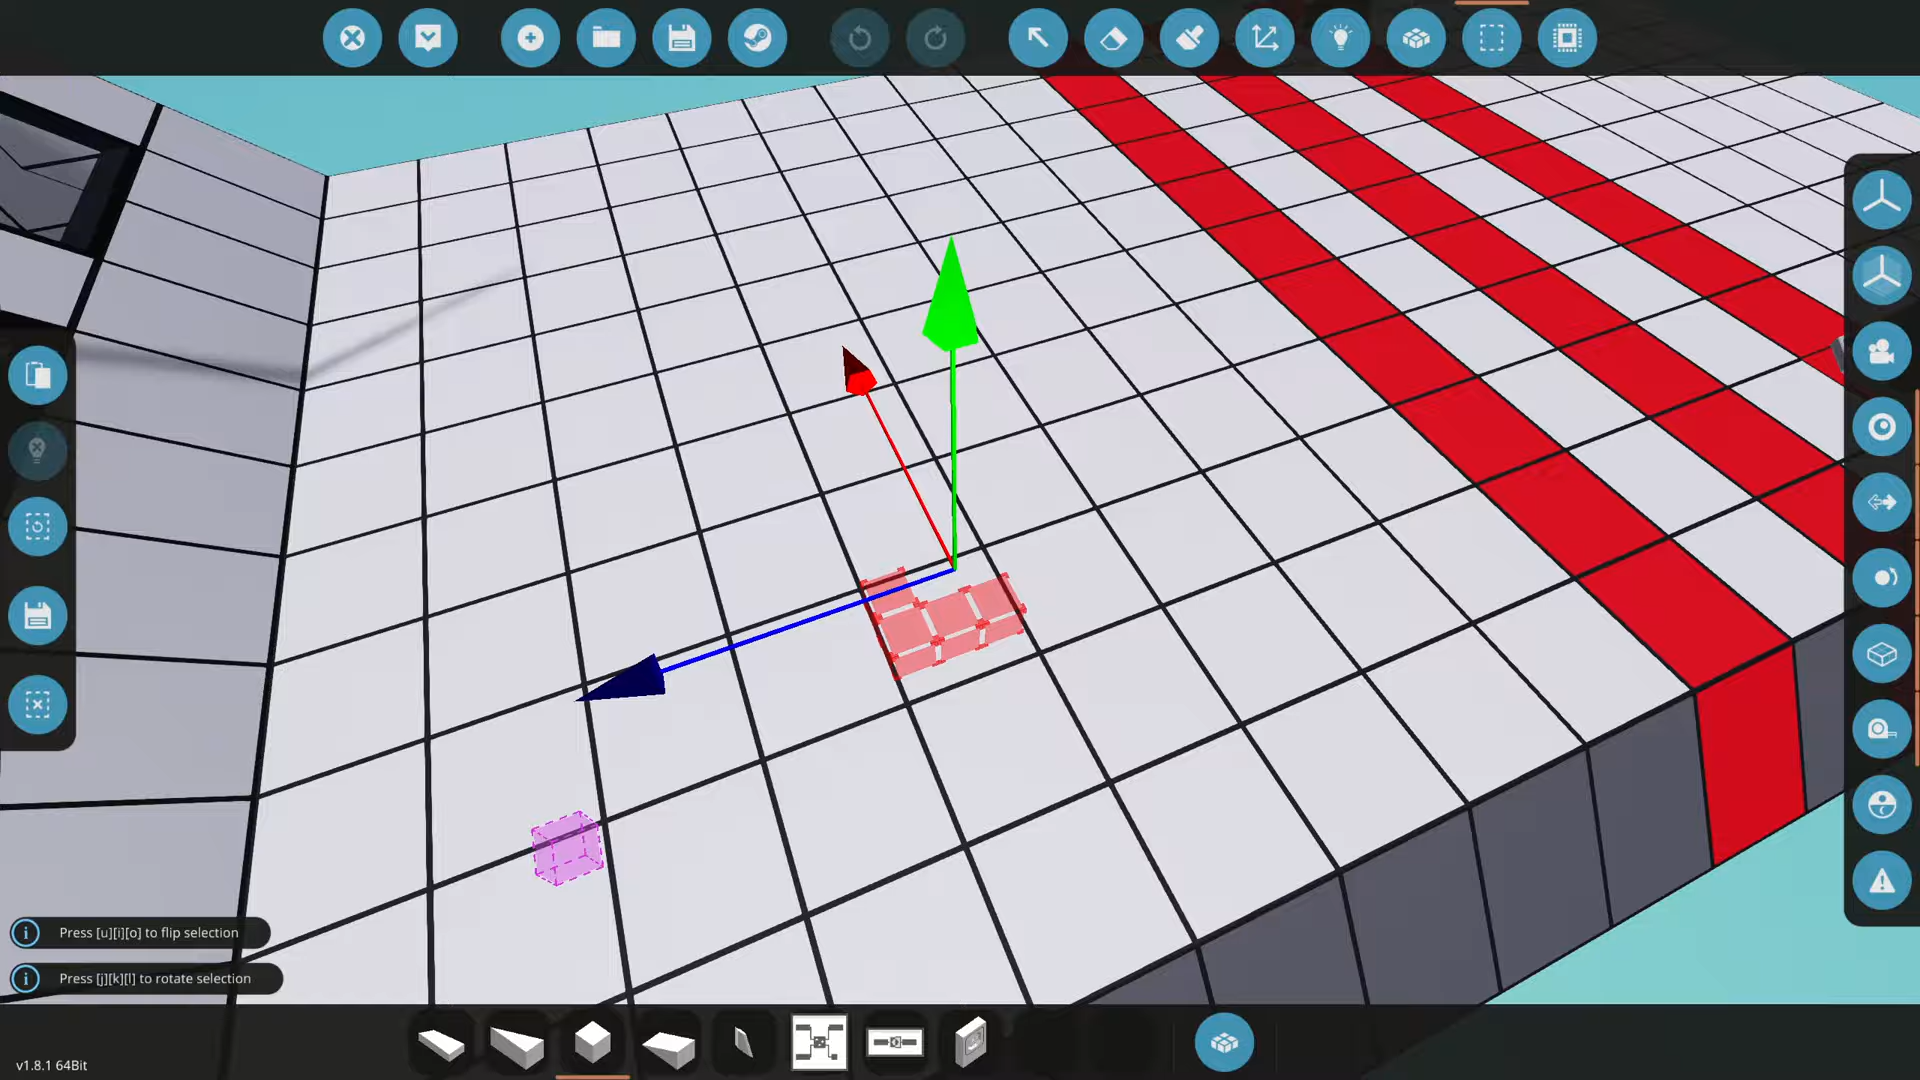 Press [u][i][o] to flip selection
Press [j][k][l] to rotate selection
v1.8.1 64Bit